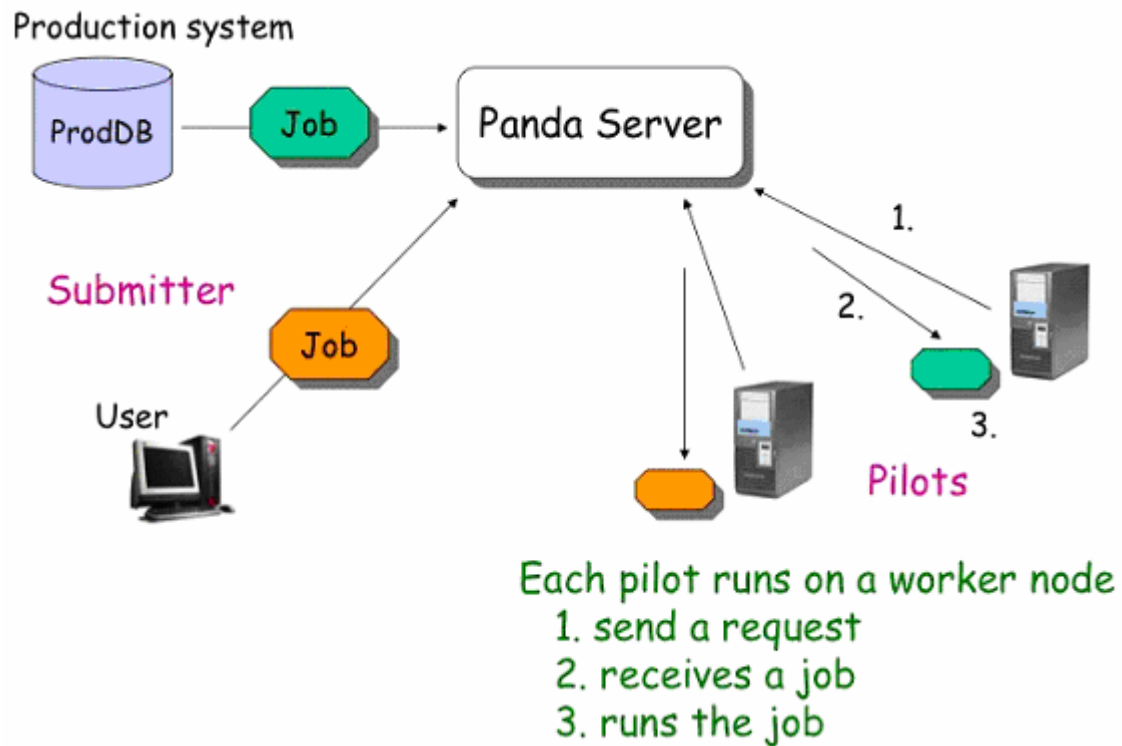 Production system
ProdDB
Job
Panda Server
1.
Submitter
2.
Job
User
3.
Pilots
Each pilot runs on a worker node
1. send a request
2. receives a job
3. runs the job